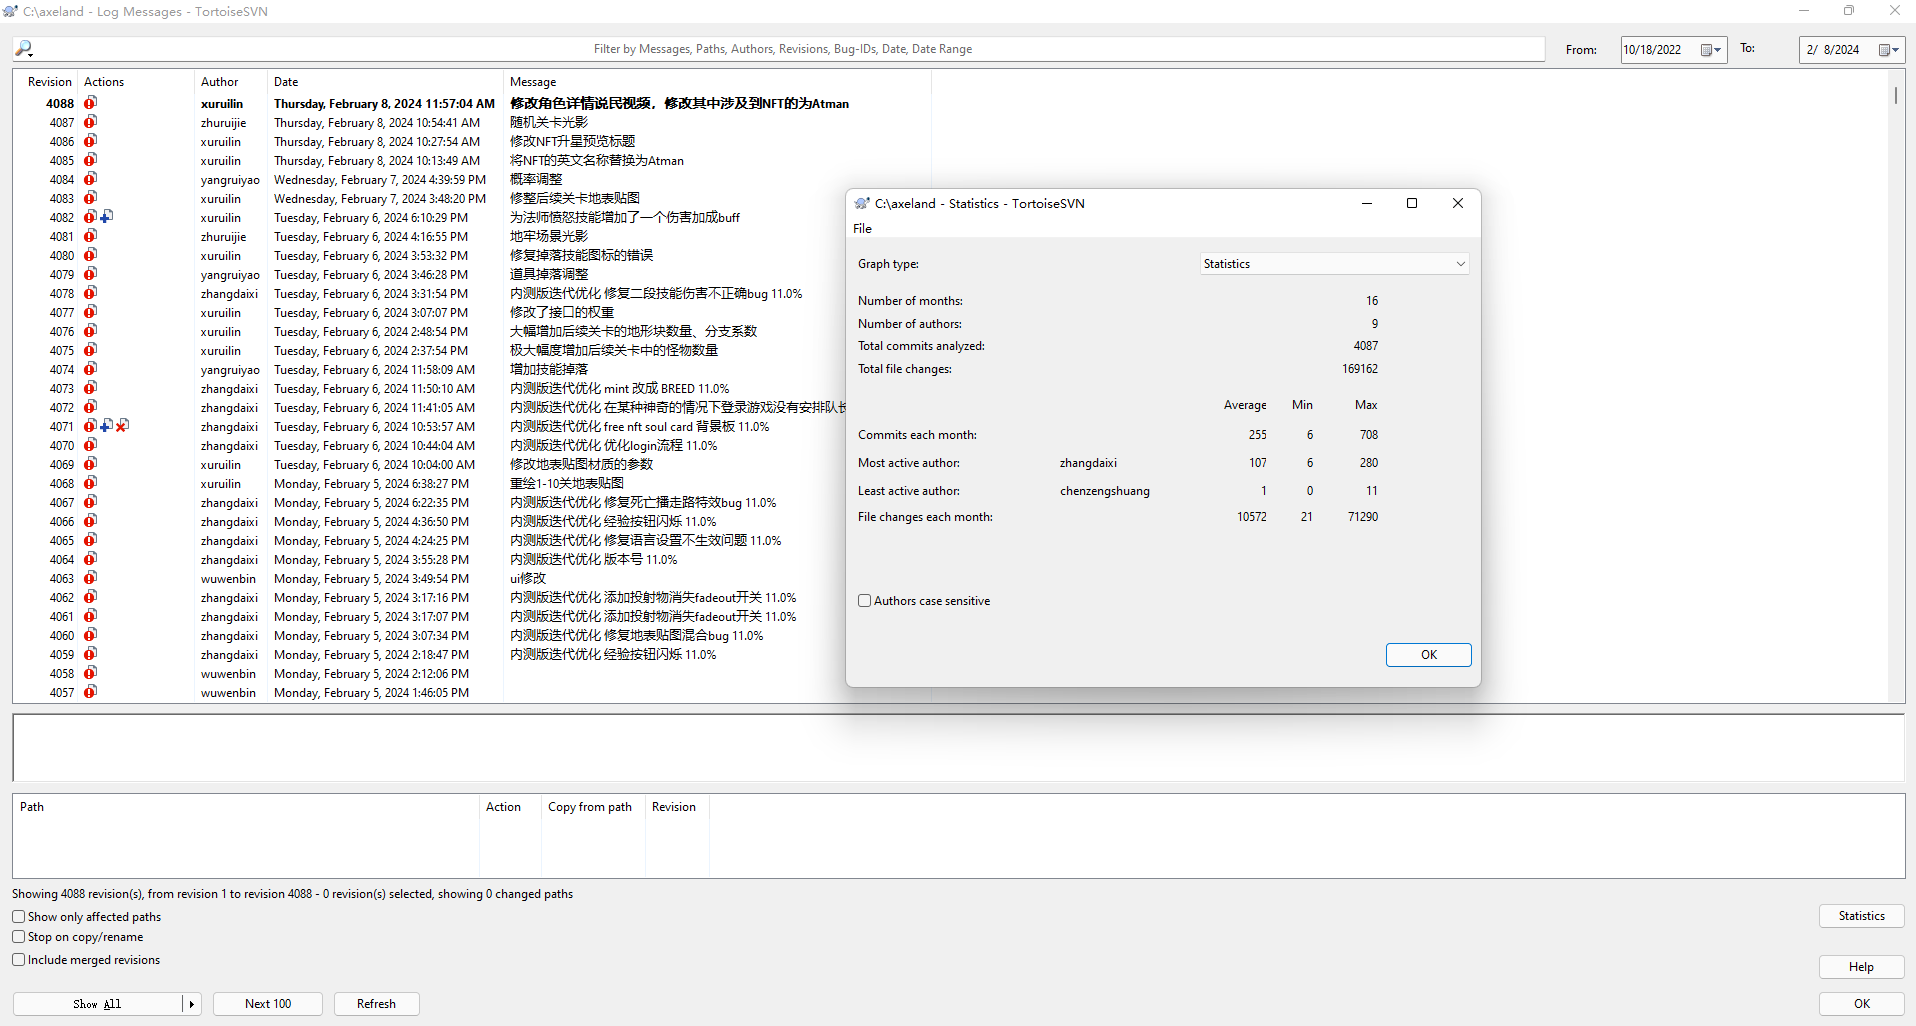 C:\axeland - Log Messages - TortoiseSVN
Filter by Messages, Paths, Authors, Revisions, Bug-IDs, Date, Date Range From: 10/18/2022 To: 2/ 8/2024
Revision Actions Author Date Message
4088 xuruilin Thursday, February 8, 2024 11:57:04 AM 修改角色详情说民视频，修改其中涉及到NFT的为Atman
4087 zhuruijie Thursday, February 8, 2024 10:54:41 AM 随机关卡光影
4086 xuruilin Thursday, February 8, 2024 10:27:54 AM 修改NFT升星预览标题
4085 xuruilin Thursday, February 8, 2024 10:13:49 AM 将NFT的英文名称替换为Atman
4084 yangruiyao Wednesday, February 7, 2024 4:39:59 PM 概率调整
4083 xuruilin Wednesday, February 7, 2024 3:48:20 PM 修整后续关卡地表贴图
4082 xuruilin Tuesday, February 6, 2024 6:10:29 PM 为法师愤怒技能增加了一个伤害加成buff
4081 zhuruijie Tuesday, February 6, 2024 4:16:55 PM 地牢场景光影
4080 xuruilin Tuesday, February 6, 2024 3:53:32 PM 修复掉落技能图标的错误
4079 yangruiyao Tuesday, February 6, 2024 3:46:28 PM 道具掉落调整
4078 zhangdaixi Tuesday, February 6, 2024 3:31:54 PM 内测版迭代优化 修复二段技能伤害不正确bug 11.0%
4077 xuruilin Tuesday, February 6, 2024 3:07:07 PM 修改了接口的权重
4076 xuruilin Tuesday, February 6, 2024 2:48:54 PM 大幅增加后续关卡的地形块数量、分支系数
4075 xuruilin Tuesday, February 6, 2024 2:37:54 PM 极大幅度增加后续关卡中的怪物数量
4074 yangruiyao Tuesday, February 6, 2024 11:58:09 AM 增加技能掉落
4073 zhangdaixi Tuesday, February 6, 2024 11:50:10 AM 内测版迭代优化 mint 改成 BREED 11.0%
4072 zhangdaixi Tuesday, February 6, 2024 11:41:05 AM 内测版迭代优化 在某种神奇的情况下登录游戏没有安排队长
4071 zhangdaixi Tuesday, February 6, 2024 10:53:57 AM 内测版迭代优化 free nft soul card 背景板 11.0%
4070 zhangdaixi Tuesday, February 6, 2024 10:44:04 AM 内测版迭代优化 优化login流程 11.0%
4069 xuruilin Tuesday, February 6, 2024 10:04:00 AM 修改地表贴图材质的参数
4068 xuruilin Monday, February 5, 2024 6:38:27 PM 重绘1-10关地表贴图
4067 zhangdaixi Monday, February 5, 2024 6:22:35 PM 内测版迭代优化 修复死亡播走路特效bug 11.0%
4066 zhangdaixi Monday, February 5, 2024 4:36:50 PM 内测版迭代优化 经验按钮闪烁 11.0%
4065 zhangdaixi Monday, February 5, 2024 4:24:25 PM 内测版迭代优化 修复语言设置不生效问题 11.0%
4064 zhangdaixi Monday, February 5, 2024 3:55:28 PM 内测版迭代优化 版本号 11.0%
4063 wuwenbin Monday, February 5, 2024 3:49:54 PM ui修改
4062 zhangdaixi Monday, February 5, 2024 3:17:16 PM 内测版迭代优化 添加投射物消失fadeout开关 11.0%
4061 zhangdaixi Monday, February 5, 2024 3:17:07 PM 内测版迭代优化 添加投射物消失fadeout开关 11.0%
4060 zhangdaixi Monday, February 5, 2024 3:07:34 PM 内测版迭代优化 修复地表贴图混合bug 11.0%
4059 zhangdaixi Monday, February 5, 2024 2:18:47 PM 内测版迭代优化 经验按钮闪烁 11.0%
4058 wuwenbin Monday, February 5, 2024 2:12:06 PM
4057 wuwenbin Monday, February 5, 2024 1:46:05 PM
C:\axeland - Statistics - TortoiseSVN
File
Graph type: Statistics
Number of months: 16
Number of authors: 9
Total commits analyzed: 4087
Total file changes: 169162
Average Min Max
Commits each month: 255 6 708
Most active author: zhangdaixi 107 6 280
Least active author: chenzengshuang 1 0 11
File changes each month: 10572 21 71290
Authors case sensitive
OK
Path Action Copy from path Revision
Showing 4088 revision(s), from revision 1 to revision 4088 - 0 revision(s) selected, showing 0 changed paths
Show only affected paths
Statistics
Stop on copy/rename
Include merged revisions
Help
Show All Next 100 Refresh OK